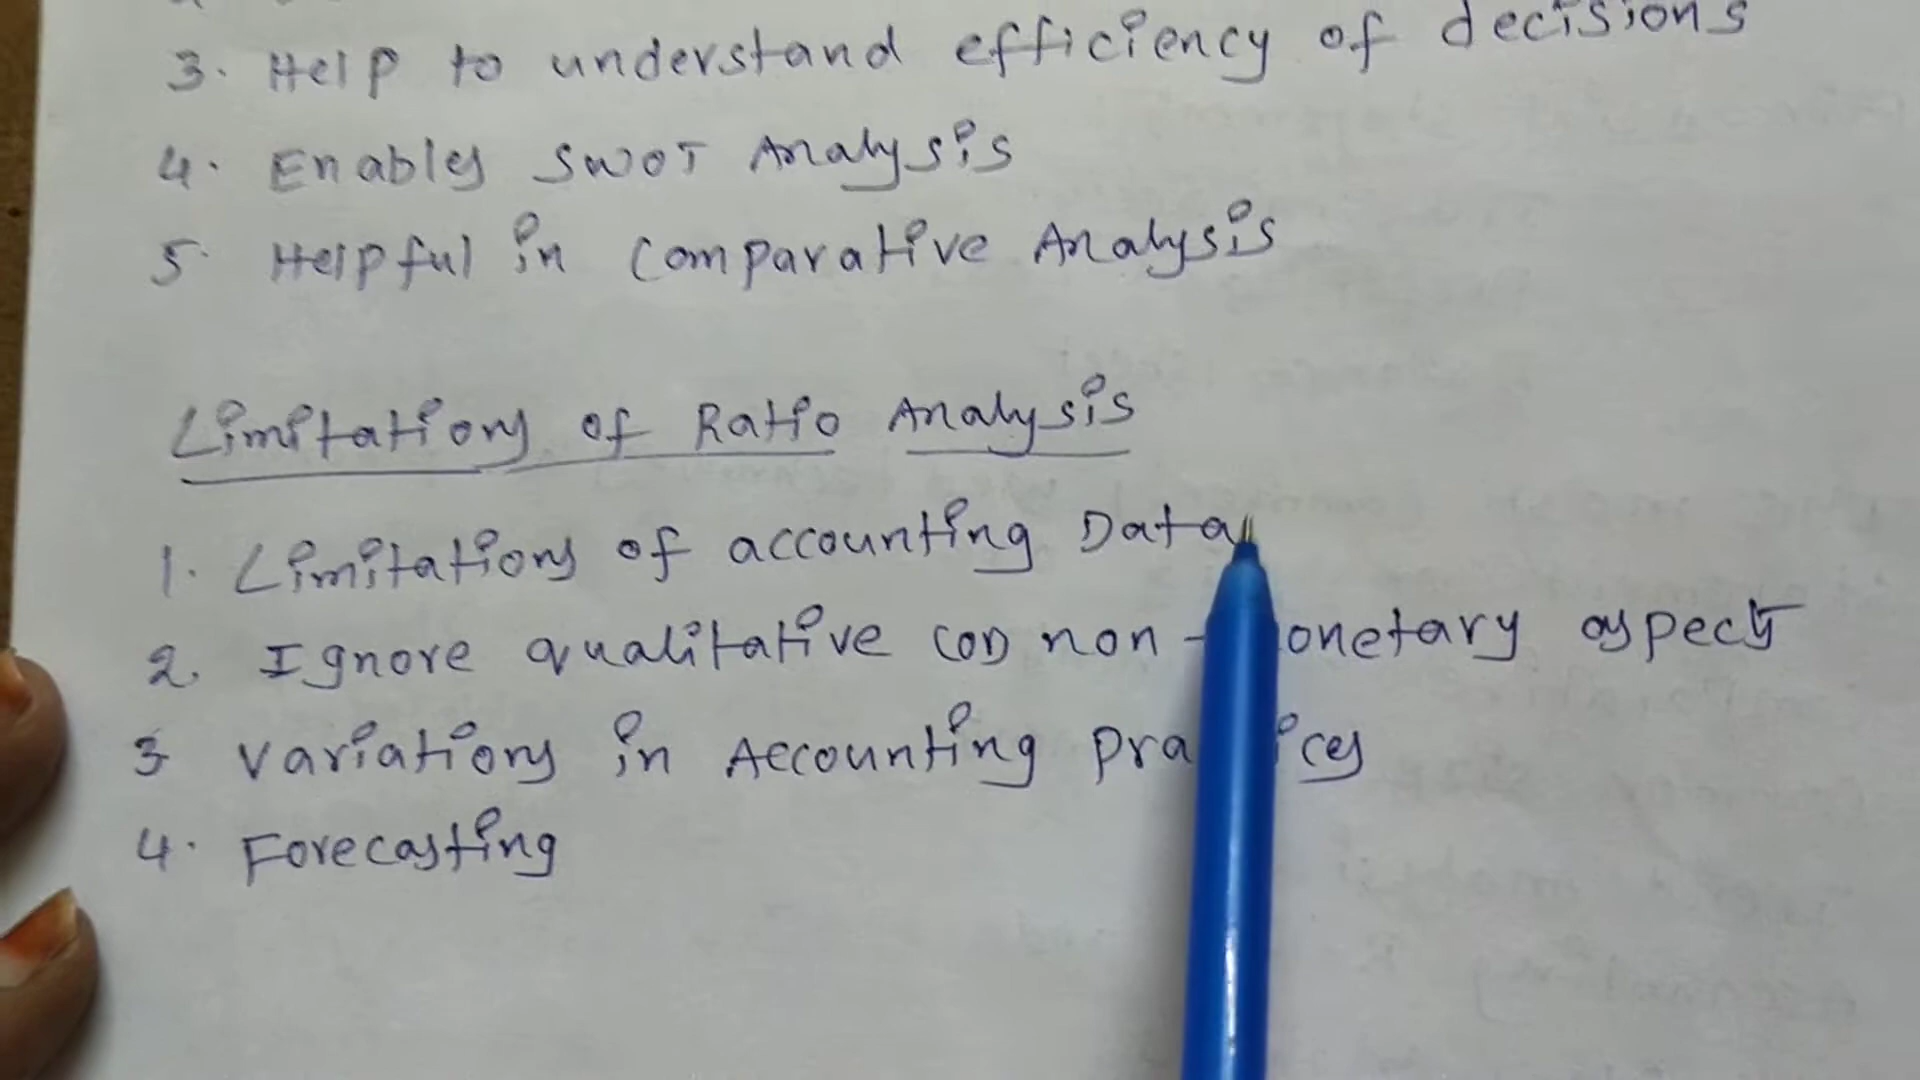 3. Help to understand efficiency of decisions
4. Enables SWOT Analysis
5. Helpful in Comparative Analysis
Limitations of Ratio Analysis
1. Limitations of accounting Data
2. Ignore qualitative (or) non-onetary aspects
3 Variations in Accounting pra ices
4. Forecasting